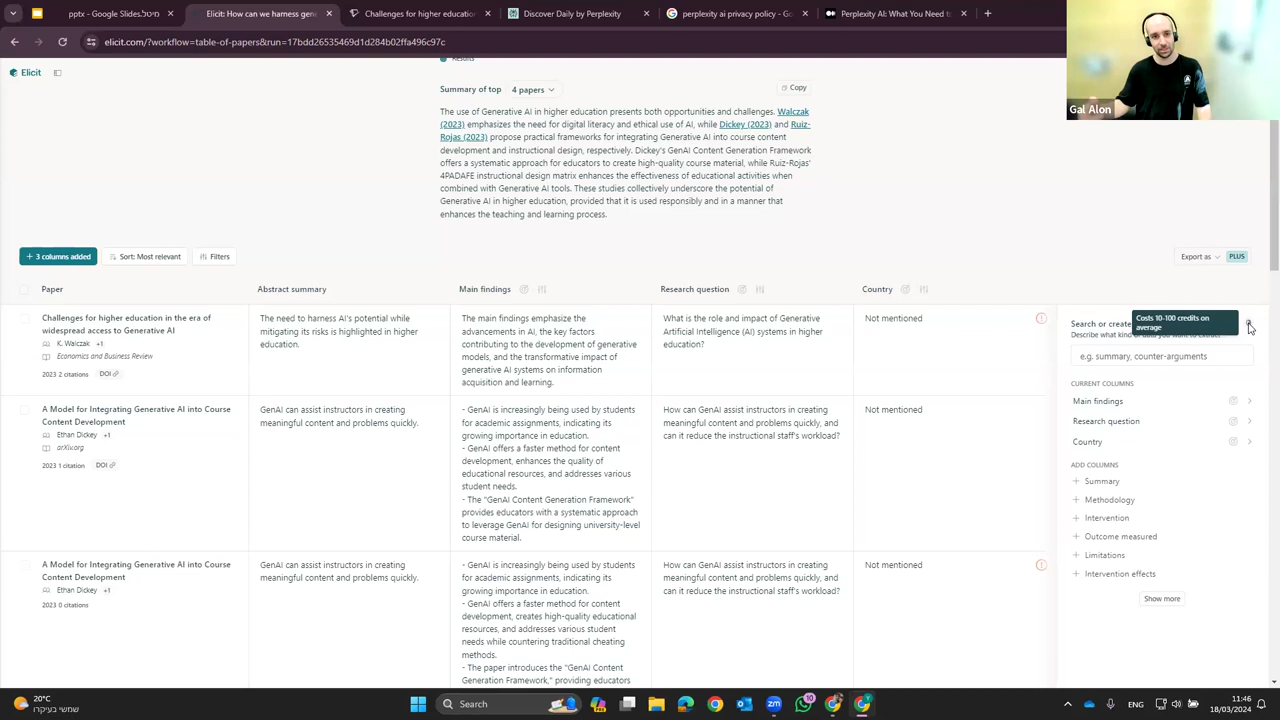 pptx - מיקוד.Slides
How can we harness gener
Challenges for higher education
Discover Daily by Perplexity
perplexity ai privacy policy - Go
Perplexity AI: What You Need t
elicit.com/workflow/table-of-papers?run=17bd26535469d1d284b02ffa496c97c
Gal Alon
Elicit
Results
Summary of top 4 papers
Copy
The use of Generative AI in higher education presents both opportunities and challenges. Walczak
(2023) emphasizes the need for digital literacy and ethical use of AI, while Dickey (2023) and Ruiz-
Rojas (2023) propose practical frameworks for integrating Generative AI into course content
development and instructional design, respectively. Dickey's GenAI Content Generation Framework
offers a systematic approach for educators to create high-quality course material, while Ruiz-Rojas'
4PADAFE instructional design matrix enhances the effectiveness of educational activities when
combined with Generative AI tools. These studies collectively underscore the potential of
Generative AI in higher education, provided that it is used responsibly and in a manner that
enhances the teaching and learning process.
+ 3 columns added
Sort: Most relevant
Filters
Export as
PLUS
Paper
Abstract summary
Main findings
Research question
Country
Challenges for higher education in the era of
widespread access to Generative AI
K. Walczak +1
Economics and Business Review
2023 2 citations DOI
The need to harness AI's potential while
mitigating its risks is highlighted in higher
education.
The main findings emphasize the
advancements in AI, the key factors
contributing to the development of
generative models, and the transformative
impact of generative AI systems on information
acquisition and learning.
What is the role and impact of Generative
Artificial Intelligence (AI) systems in higher
education?
Not mentioned
A Model for Integrating Generative AI into Course
Content Development
Ethan Dickey +1
arXiv.org
2023 1 citation DOI
GenAI can assist instructors in creating
meaningful content and problems quickly.
- GenAI is increasingly being used by students
for academic assignments, indicating its
growing importance in education.
- GenAI offers a faster method for content
development, enhances the quality of
educational resources, and addresses various
student needs.
- The "GenAI Content Generation Framework"
provides educators with a systematic approach
to leverage GenAI for designing university-level
course material.
How can GenAI assist instructors in creating
meaningful content and problems quickly, and
can it reduce the instructional staff's workload?
Not mentioned
A Model for Integrating Generative AI into Course
Content Development
Ethan Dickey +1
2023 0 citations
GenAI can assist instructors in creating
meaningful content and problems quickly.
- GenAI is increasingly being used by students
for academic assignments, indicating its
growing importance in education.
- GenAI offers a faster method for content
development, creates high-quality educational
resources, and addresses various student
needs while countering traditional cheating
methods.
- The paper introduces the "GenAI Content
Generation Framework," providing educators
How can GenAI assist instructors in creating
meaningful content and problems quickly, and
can it reduce the instructional staff's workload?
Not mentioned
Search or create
Costs 10-100 credits on
average
Describe what kind of data you want to extract
e.g. summary, counter-arguments
CURRENT COLUMNS
Main findings
Research question
Country
ADD COLUMNS
+ Summary
+ Methodology
+ Intervention
+ Outcome measured
+ Limitations
+ Intervention effects
Show more
20°C
שמשי בעיקרו
Search
10
ENG
11:46
18/03/2024